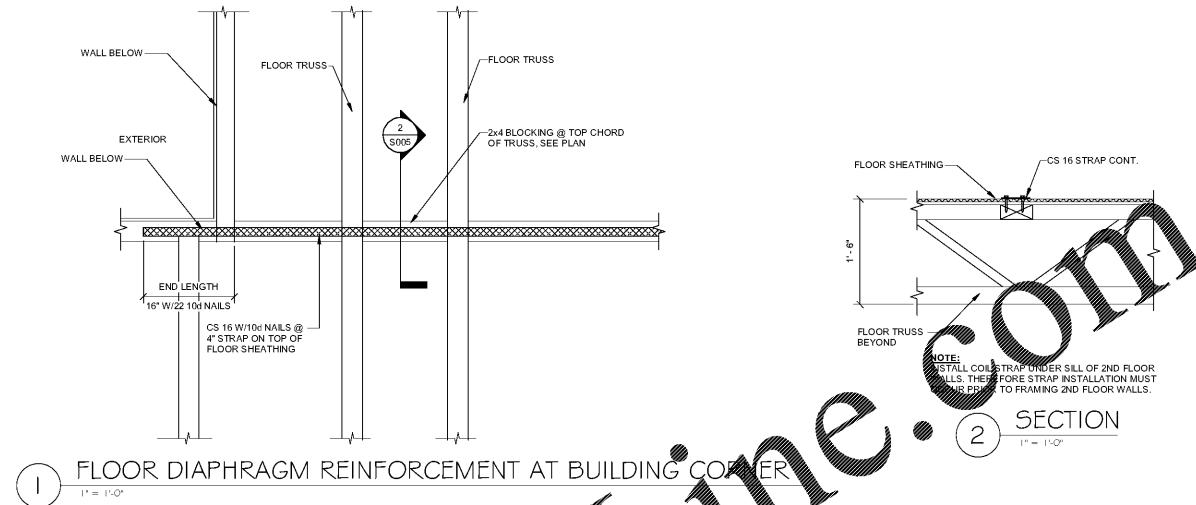 WALL BELOW
FLOOR TRUSS
FLOOR TRUSS
2
S005
2x4 BLOCKING @ TOP CHORD
OF TRUSS, SEE PLAN
EXTERIOR
WALL BELOW
END LENGTH
16" W/22 10d NAILS
CS 16 W/10d NAILS @
4" STRAP ON TOP OF
FLOOR SHEATHING
1
FLOOR DIAPHRAGM REINFORCEMENT AT BUILDING CORNER
1" = 1'-0"
FLOOR SHEATHING
CS 16 STRAP CONT.
1' - 6"
FLOOR TRUSS
BEYOND
NOTE:
INSTALL COIL STRAP UNDER SILL OF 2ND FLOOR
WALLS. THEREFORE STRAP INSTALLATION MUST
OCCUR PRIOR TO FRAMING 2ND FLOOR WALLS.
2
SECTION
1" = 1'-0"
ine.com